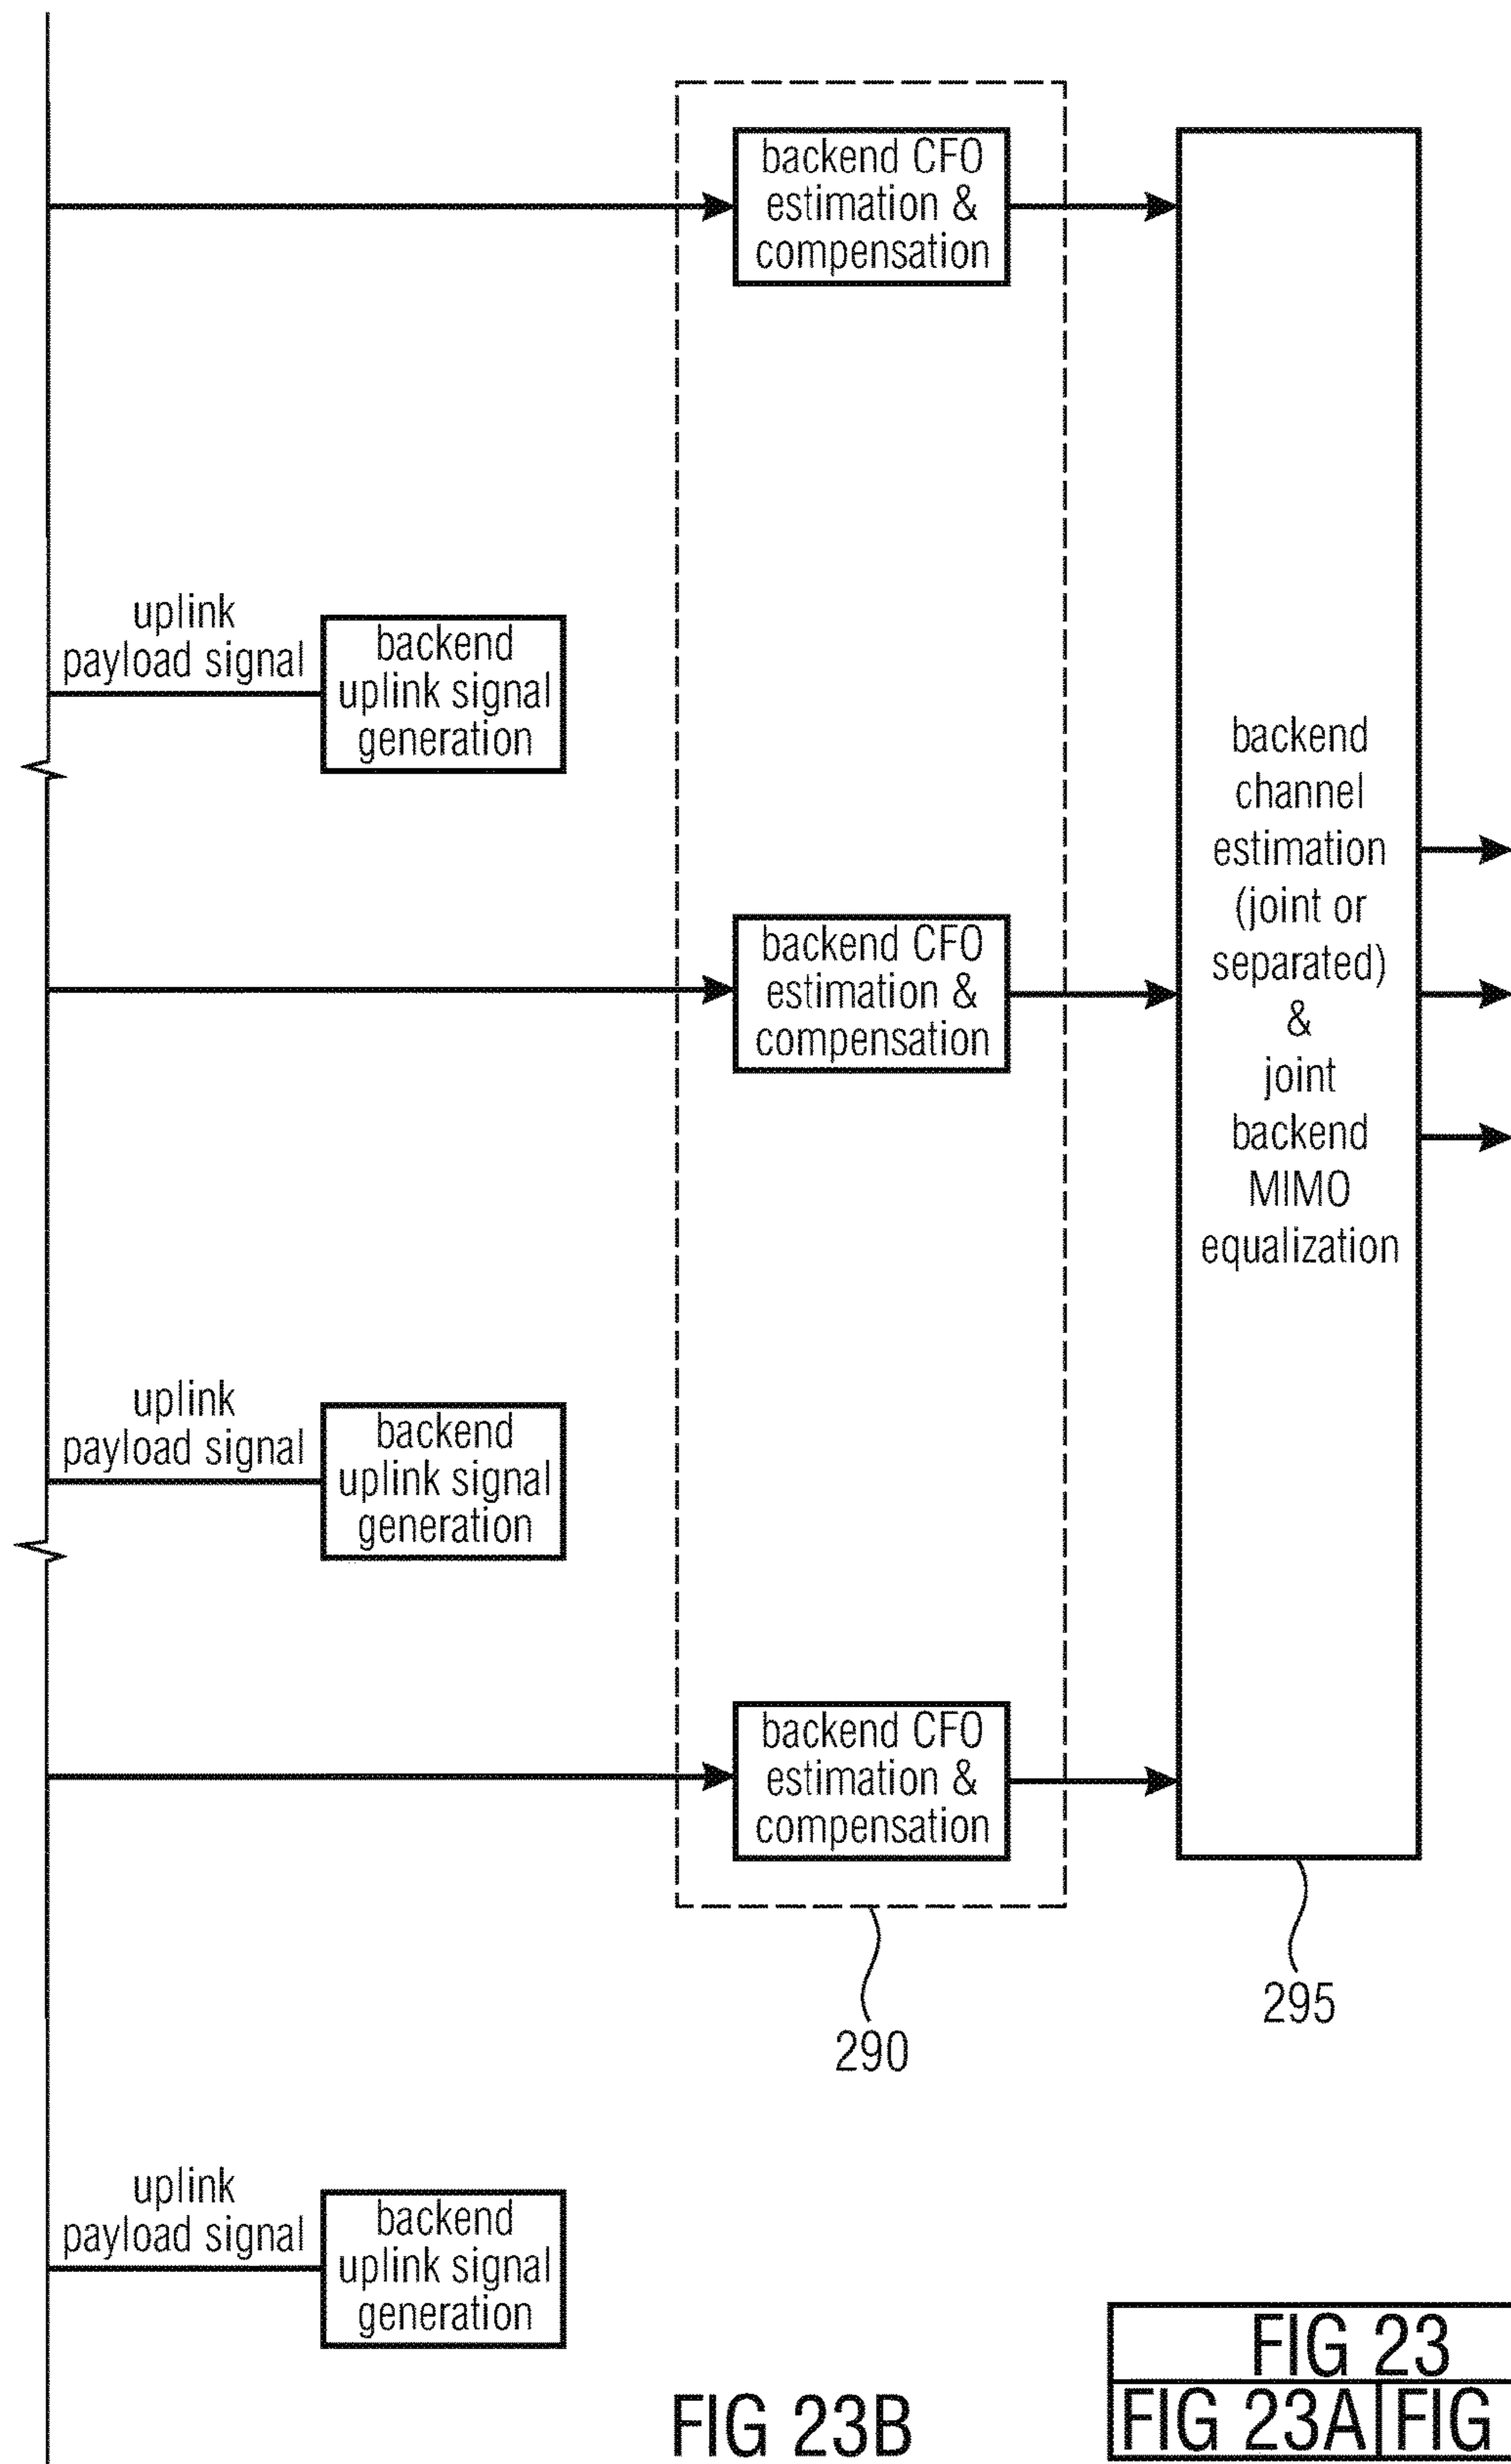 backend CFO
estimation &
compensation
uplink
payload signal
backend
uplink signal
generation
backend CFO
estimation &
compensation
backend
channel
estimation
(joint or
separated)
&
joint
backend
MIMO
equalization
uplink
payload signal
backend
uplink signal
generation
backend CFO
estimation &
compensation
290
295
uplink
payload signal
backend
uplink signal
generation
FIG 23B
FIG 23
FIG 23A
FIG